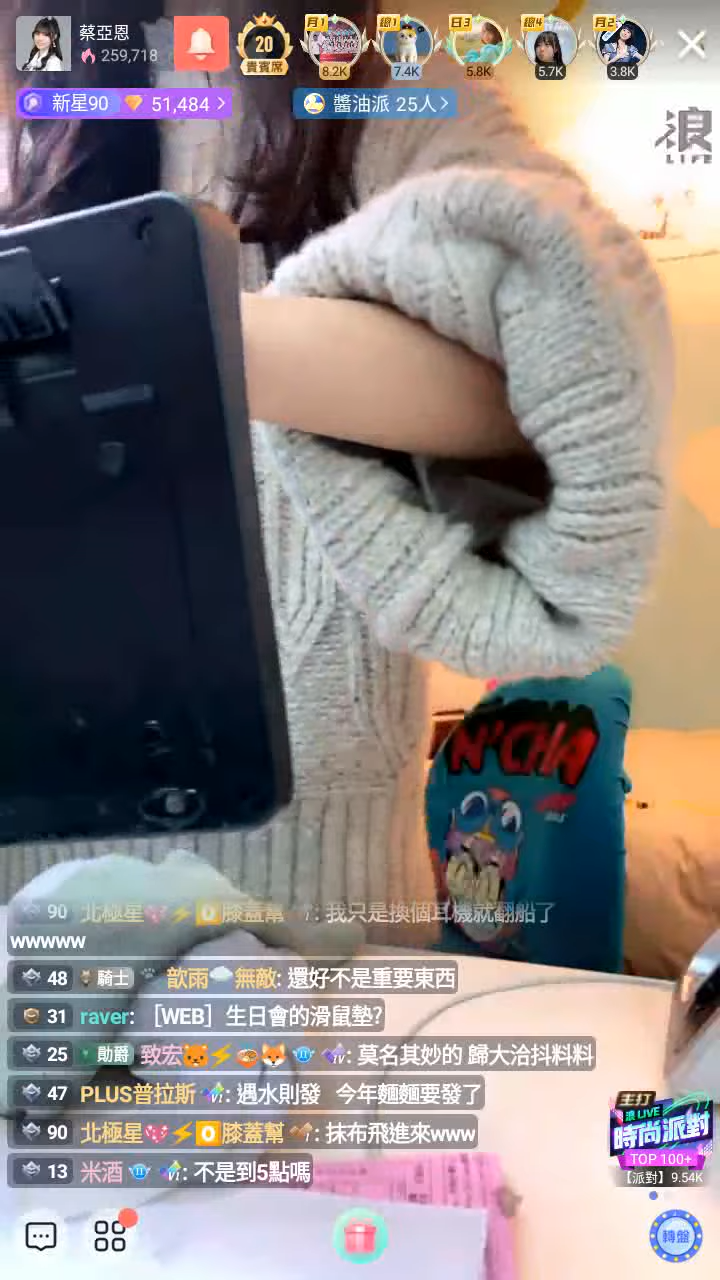 蔡亞恩
259,718
20
貴賓席
月1
8.2K
總1
7.4K
日3
5.8K
總4
5.7K
月2
3.8K
新星90
51,484
醬油派 25人
浪
LIVE
N'CHA
90 北極星💖⚡🅾膝蓋幫 : 我只是換個耳機就翻船了
wwwww
48 騎士 歆雨☁無敵: 還好不是重要東西
31 raver: [WEB] 生日會的滑鼠墊?
25 勛爵 致宏🐯⚡🍜🦊 : 莫名其妙的 歸大洽抖料料
47 PLUS普拉斯 : 遇水則發 今年麵麵要發了
90 北極星💖⚡🅾膝蓋幫 : 抹布飛進來www
13 米酒 : 不是到5點嗎
主打
浪 LIVE
時尚派對
TOP 100+
【派對】9.54K
轉盤